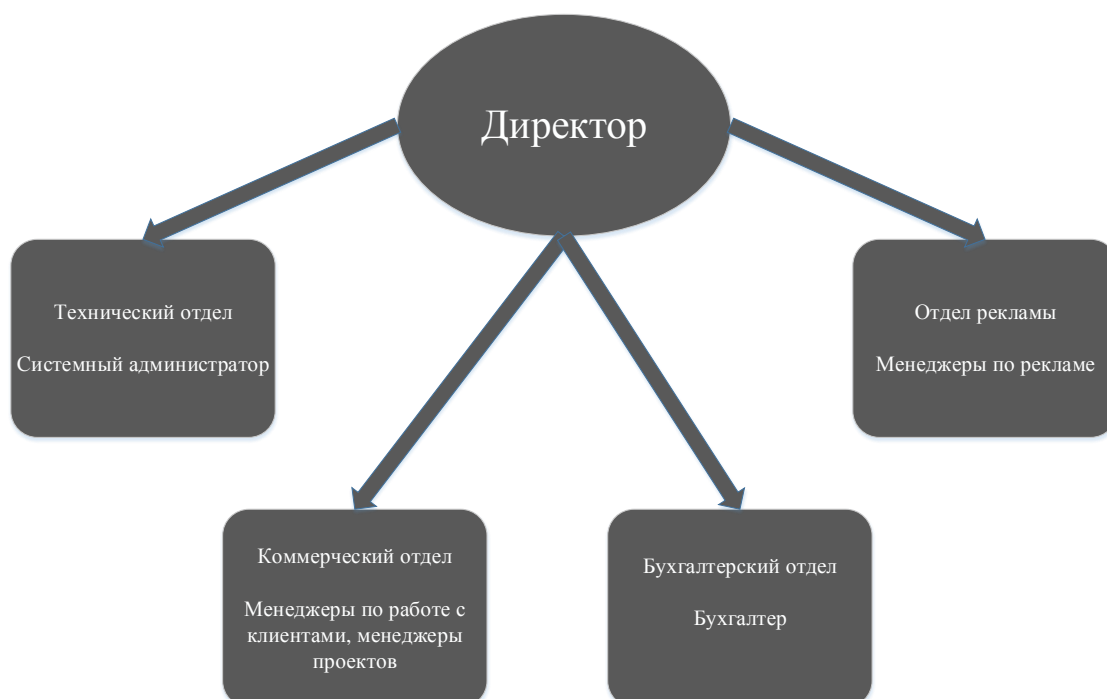 Директор
Технический отдел
Системный администратор
Отдел рекламы
Менеджеры по рекламе
Коммерческий отдел
Менеджеры по работе с
клиентами, менеджеры
проектов
Бухгалтерский отдел
Бухгалтер